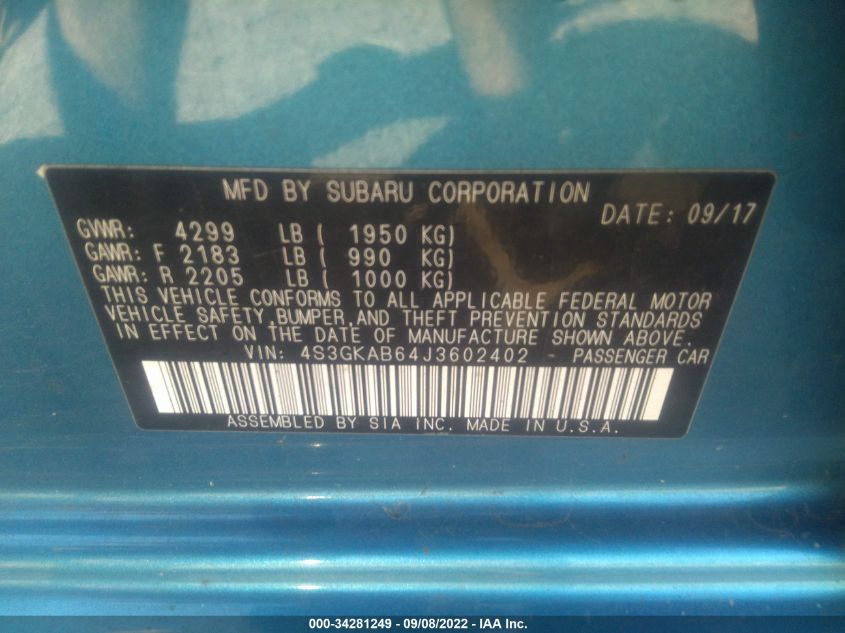 MFD BY SUBARU CORPORATION
DATE: 09/17
GVWR: 4299 LB ( 1950 KG)
GAWR: F 2183 LB ( 990 KG)
GAWR: R 2205 LB ( 1000 KG)
THIS VEHICLE CONFORMS TO ALL APPLICABLE FEDERAL MOTOR
VEHICLE SAFETY, BUMPER, AND THEFT PREVENTION STANDARDS
IN EFFECT ON THE DATE OF MANUFACTURE SHOWN ABOVE.
VIN: 4S3GKAB64J3602402 PASSENGER CAR
ASSEMBLED BY SIA INC. MADE IN U.S.A.
000-34281249 - 09/08/2022 - IAA Inc.